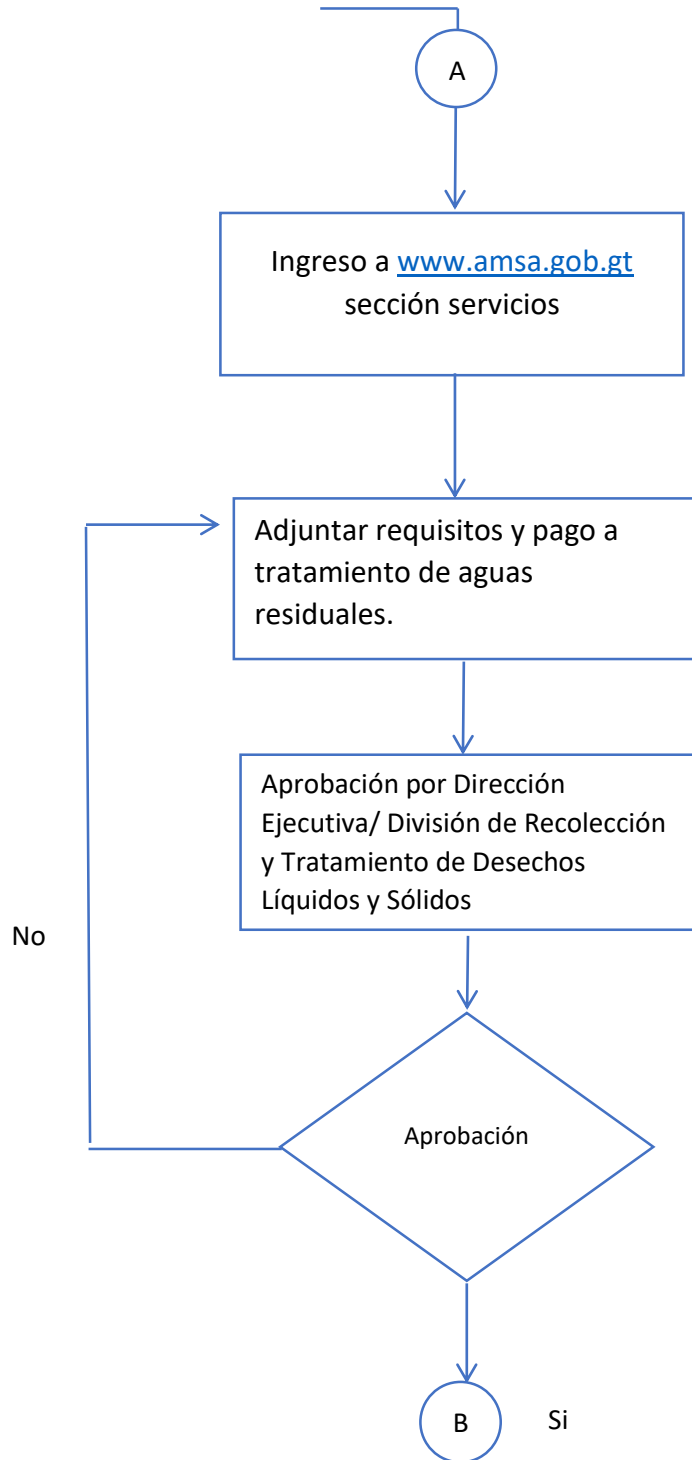 A
Ingreso a www.amsa.gob.gt
sección servicios
Adjuntar requisitos y pago a
tratamiento de aguas
residuales.
Aprobación por Dirección
Ejecutiva/ División de Recolección
y Tratamiento de Desechos
Líquidos y Sólidos
No
Aprobación
B
Si